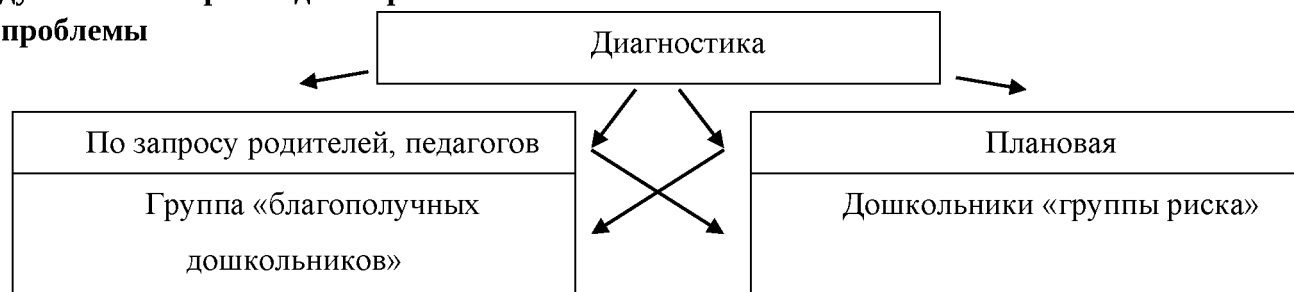 проблемы
Диагностика
По запросу родителей, педагогов
Плановая
Группа «благополучных
дошкольников»
Дошкольники «группы риска»